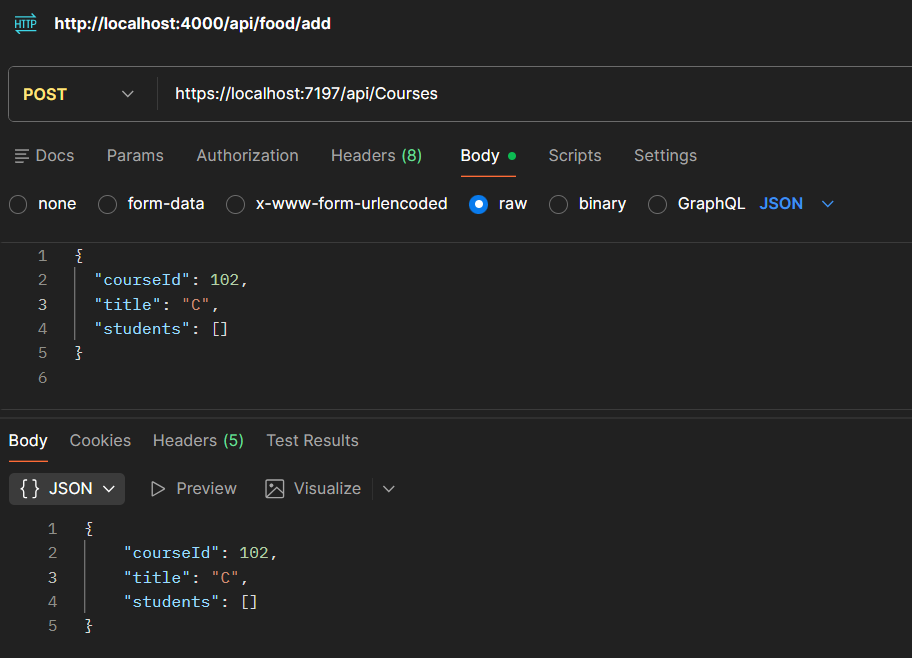 HTTP http://localhost:4000/api/food/add
POST https://localhost:7197/api/Courses
Docs Params Authorization Headers (8) Body Scripts Settings
none form-data x-www-form-urlencoded raw binary GraphQL JSON
1 {
2 "courseId": 102,
3 "title": "C",
4 "students": []
5 }
6
Body Cookies Headers (5) Test Results
{} JSON Preview Visualize
1 {
2 "courseId": 102,
3 "title": "C",
4 "students": []
5 }